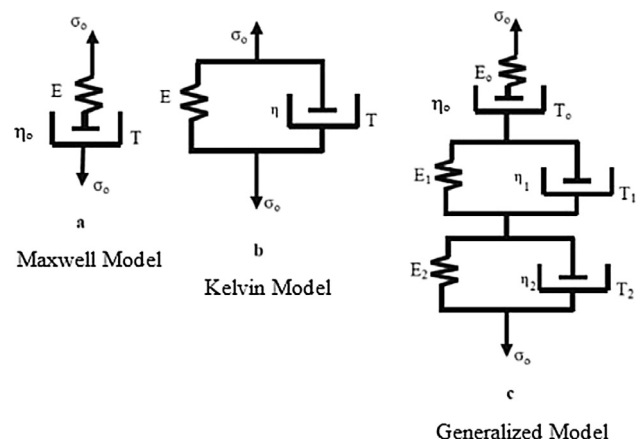 σₒ
E
ηₒ
T
σₒ
a
Maxwell Model
σₒ
E
η
T
σₒ
b
Kelvin Model
σₒ
Eₒ
ηₒ
Tₒ
E₁
η₁
T₁
E₂
η₂
T₂
σₒ
c
Generalized Model